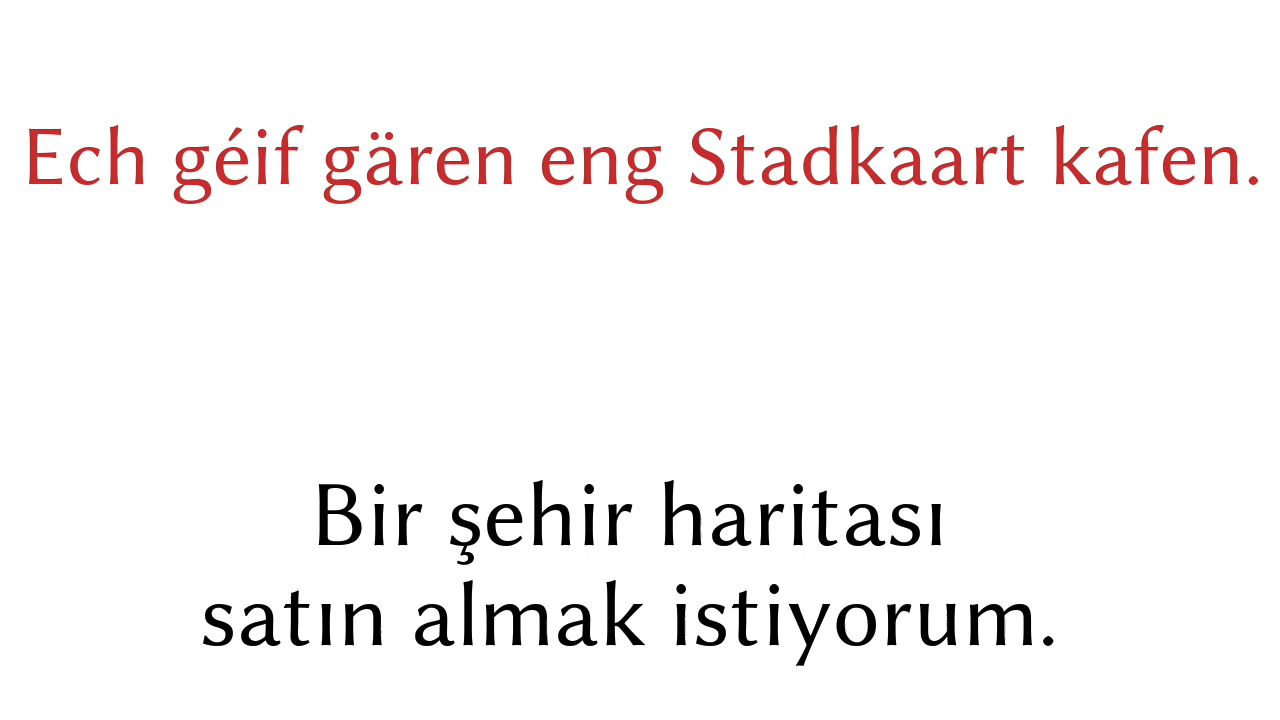 Ech géif gären eng Stadkaart kafen.
Bir şehir haritası
satın almak istiyorum.